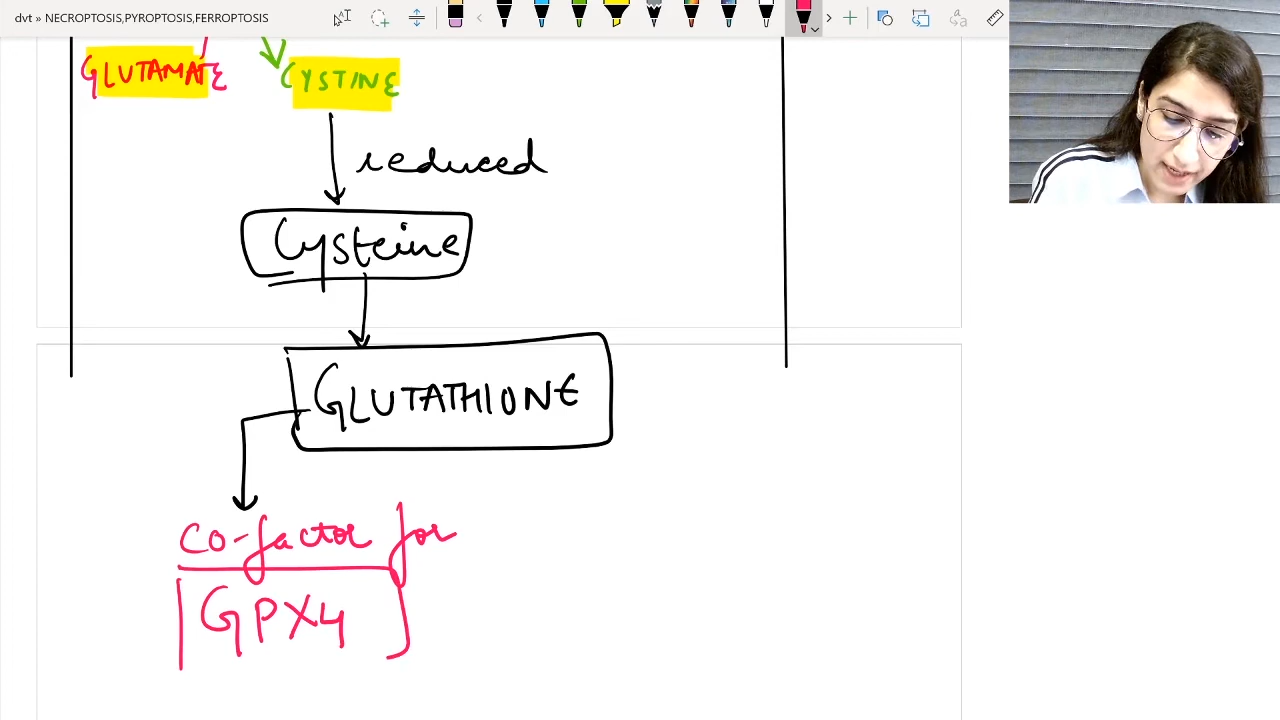 dvt » NECROPTOSIS,PYROPTOSIS,FERROPTOSIS
GLUTAMATE
CYSTINE
reduced
Cysteine
GLUTATHIONE
CO-factor for
GPX4